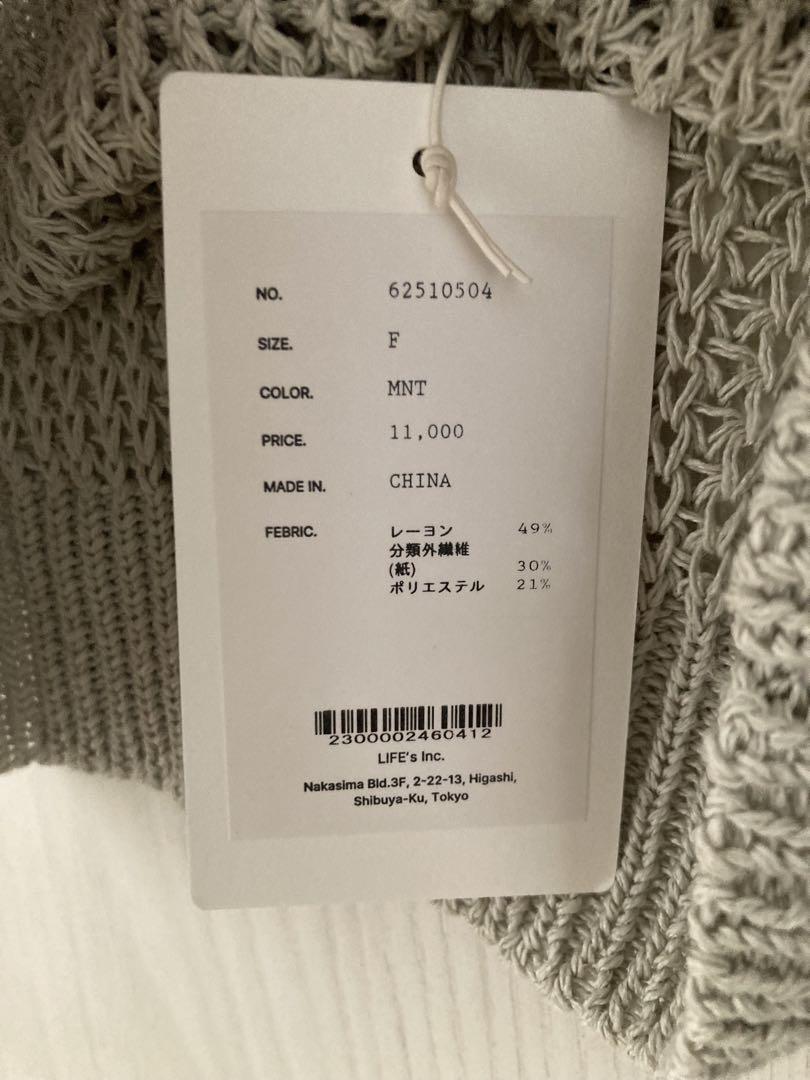 NO. 62510504
SIZE. F
COLOR. MNT
PRICE. 11,000
MADE IN. CHINA
FEBRIC. レーヨン 49%
分類外繊維
(紙) 30%
ポリエステル 21%
2300002460412
LIFE's Inc.
Nakasima Bld.3F, 2-22-13, Higashi,
Shibuya-Ku, Tokyo